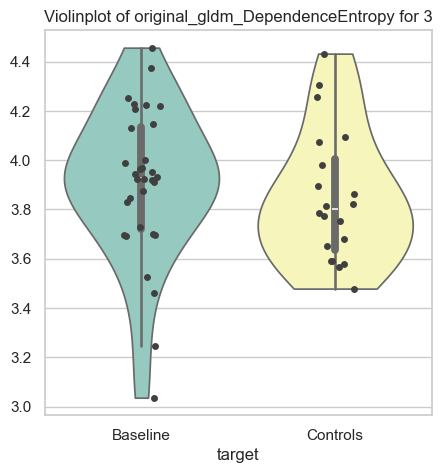 Violinplot of original_gldm_DependenceEntropy for 3
4.4
4.2
4.0
3.8
3.6
3.4
3.2
3.0
Baseline Controls
target